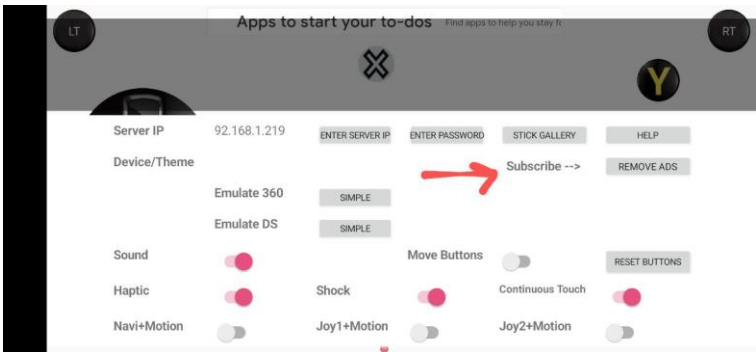 Apps to start your to-dos Find apps to help you stay
LT RT
X
Y
Server IP 92.168.1.219 ENTER SERVER IP ENTER PASSWORD STICK GALLERY HELP
Device/Theme Subscribe --> REMOVE ADS
Emulate 360 SIMPLE
Emulate DS SIMPLE
Sound Move Buttons RESET BUTTONS
Haptic Shock Continuous Touch
Navi+Motion Joy1+Motion Joy2+Motion